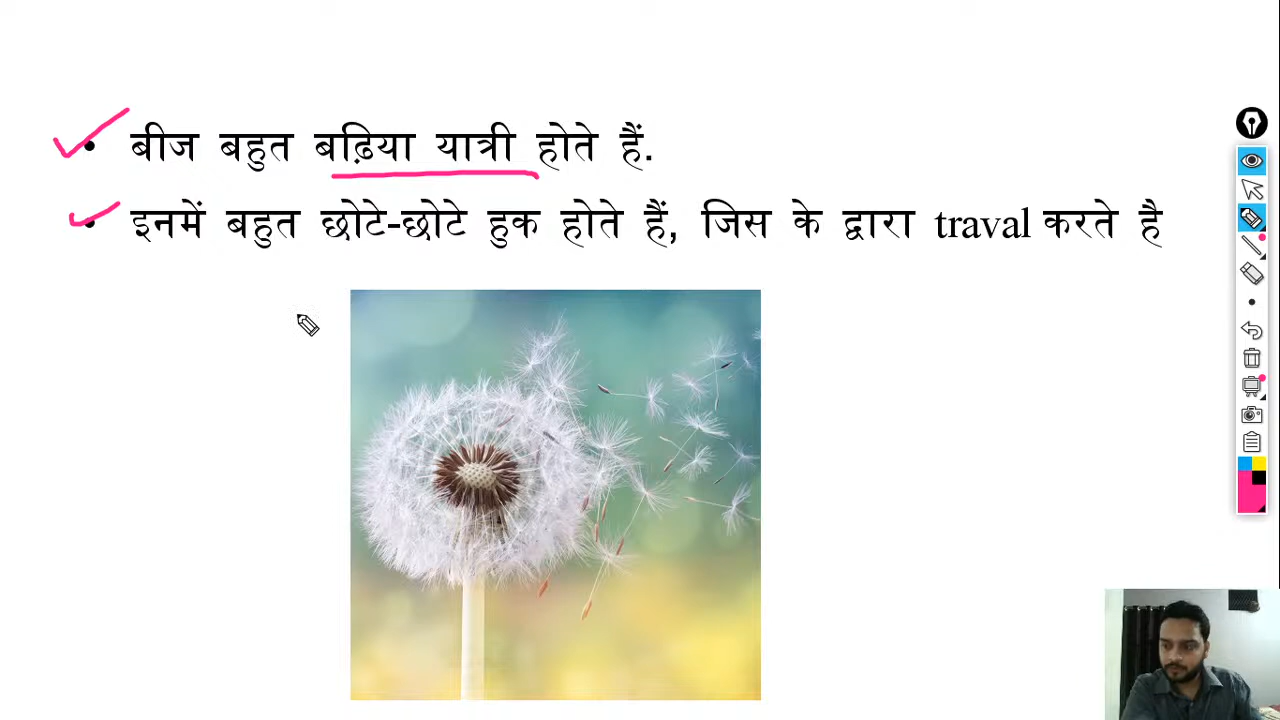 • बीज बहुत बढ़िया यात्री होते हैं.
• इनमें बहुत छोटे-छोटे हुक होते हैं, जिस के द्वारा traval करते है